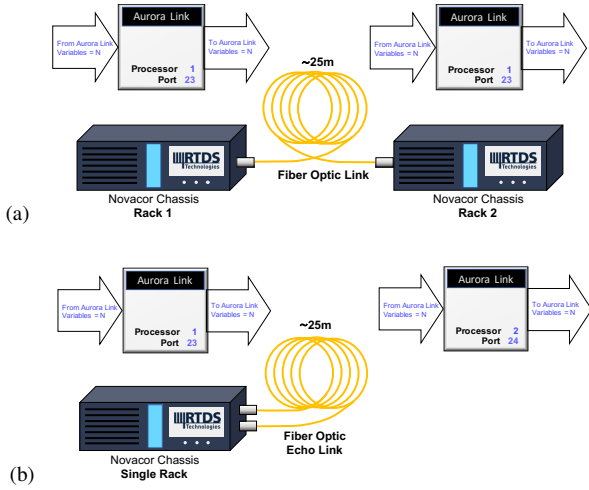 Aurora Link
From Aurora Link
Variables = N
To Aurora Link
Variables = N
Processor 1
Port 23
Aurora Link
From Aurora Link
Variables = N
To Aurora Link
Variables = N
Processor 1
Port 23
~25m
RTDS
Technologies
Fiber Optic Link
RTDS
Technologies
Novacor Chassis
Rack 1
Novacor Chassis
Rack 2
(a)
Aurora Link
From Aurora Link
Variables = N
To Aurora Link
Variables = N
Processor 1
Port 23
Aurora Link
From Aurora Link
Variables = N
To Aurora Link
Variables = N
Processor 2
Port 24
~25m
RTDS
Technologies
Fiber Optic
Echo Link
Novacor Chassis
Single Rack
(b)